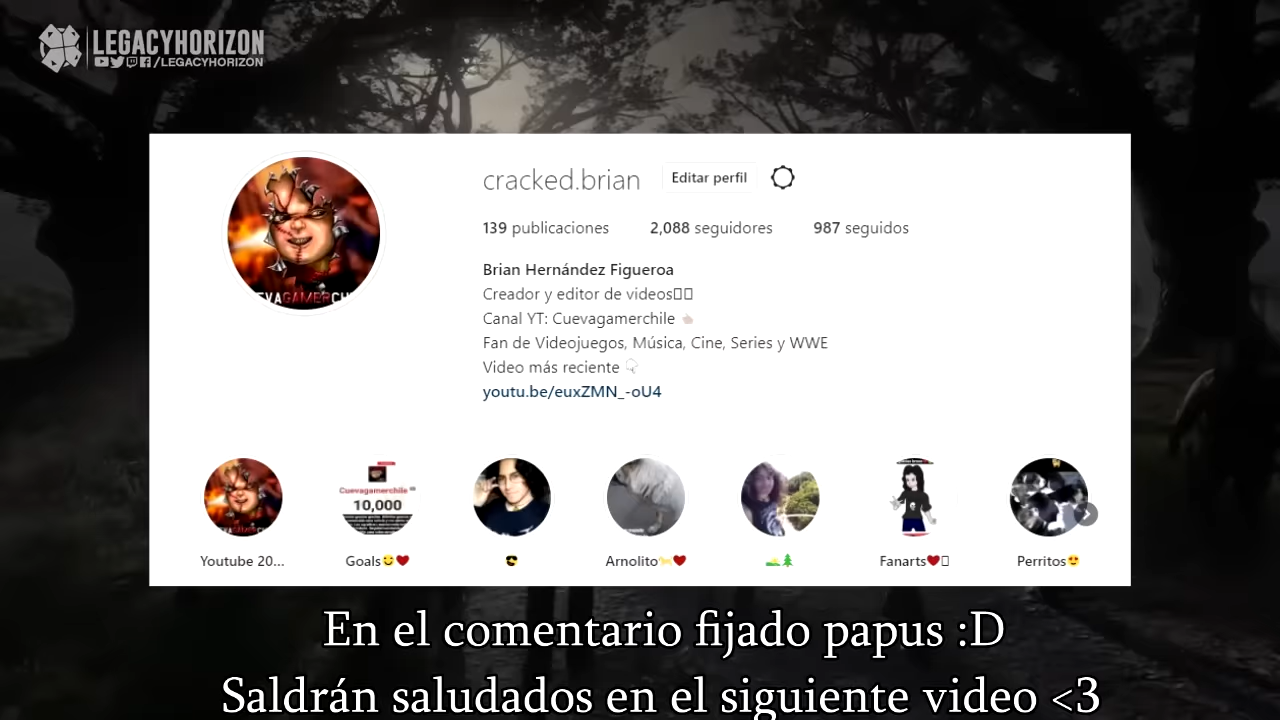 LEGACYHORIZON
/LEGACYHORIZON
cracked.brian Editar perfil
139 publicaciones 2,088 seguidores 987 seguidos
Brian Hernández Figueroa
Creador y editor de videos
Canal YT: Cuevagamerchile
Fan de Videojuegos, Música, Cine, Series y WWE
Video más reciente 👇
youtu.be/euxZMN_-oU4
EVAGAMERCH
Cuevagamerchile
10,000
Youtube 20... Goals😉❤ 😎 Arnolito🐕❤ 🏞🌲 Fanarts❤ Perritos😍
En el comentario fijado papus :D
Saldrán saludados en el siguiente video <3